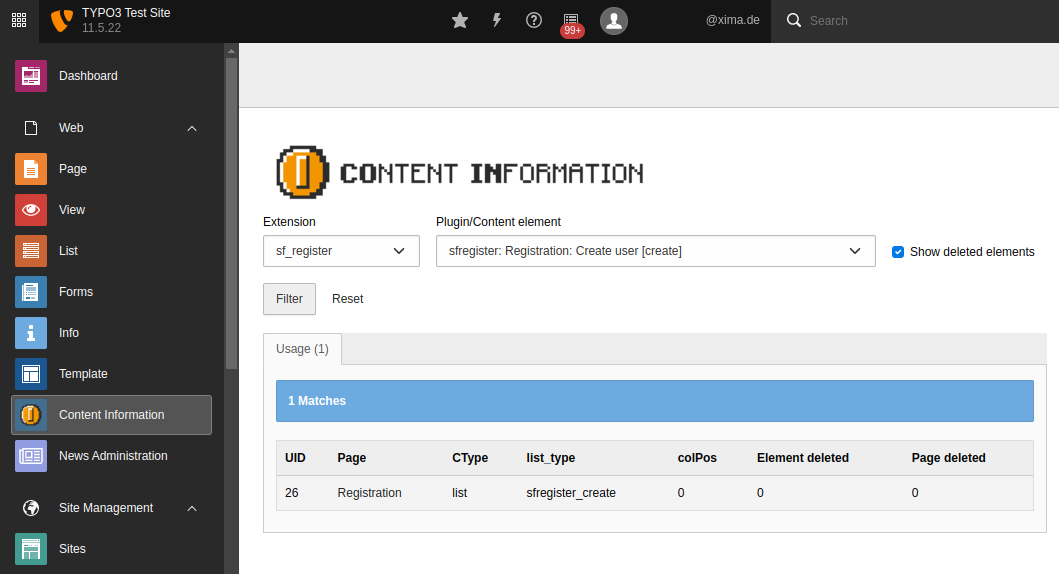 TYPO3 Test Site
11.5.22
99+
@xima.de
Search
Dashboard
Web
Page
View
List
Forms
Info
Template
Content Information
News Administration
Site Management
Sites
CONTENT INFORMATION
Extension
Plugin/Content element
sf_register
sfregister: Registration: Create user [create]
Show deleted elements
Filter
Reset
Usage (1)
1 Matches
UID Page CType list_type colPos Element deleted Page deleted
26 Registration list sfregister_create 0 0 0